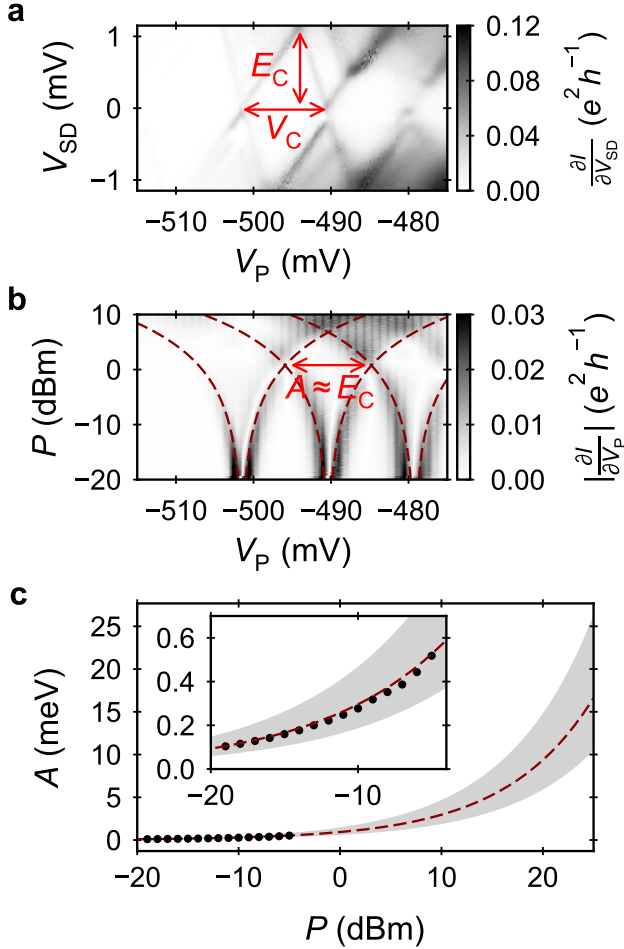 a
1
0
−1
V_SD (mV)
E_C
V_C
−510 −500 −490 −480
V_P (mV)
0.12
0.08
0.04
0.00
∂I/∂V_SD (e² h⁻¹)
b
10
0
−10
−20
P (dBm)
A ≈ E_C
−510 −500 −490 −480
V_P (mV)
0.03
0.02
0.01
0.00
|∂I/∂V_P| (e² h⁻¹)
c
25
20
15
10
5
0
A (meV)
0.6
0.4
0.2
0.0
−20 −10
−20 −10 0 10 20
P (dBm)